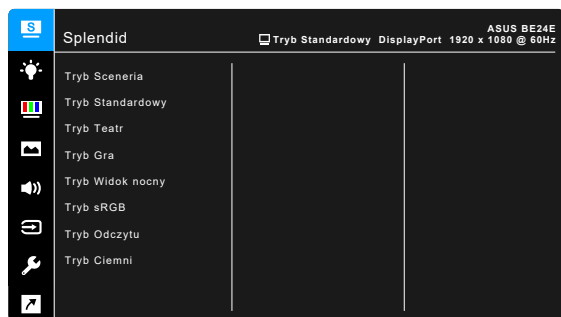 S
ASUS BE24E
Splendid
Tryb Standardowy DisplayPort 1920 x 1080 @ 60Hz
Tryb Sceneria
Tryb Standardowy
Tryb Teatr
Tryb Gra
Tryb Widok nocny
Tryb sRGB
Tryb Odczytu
Tryb Ciemni